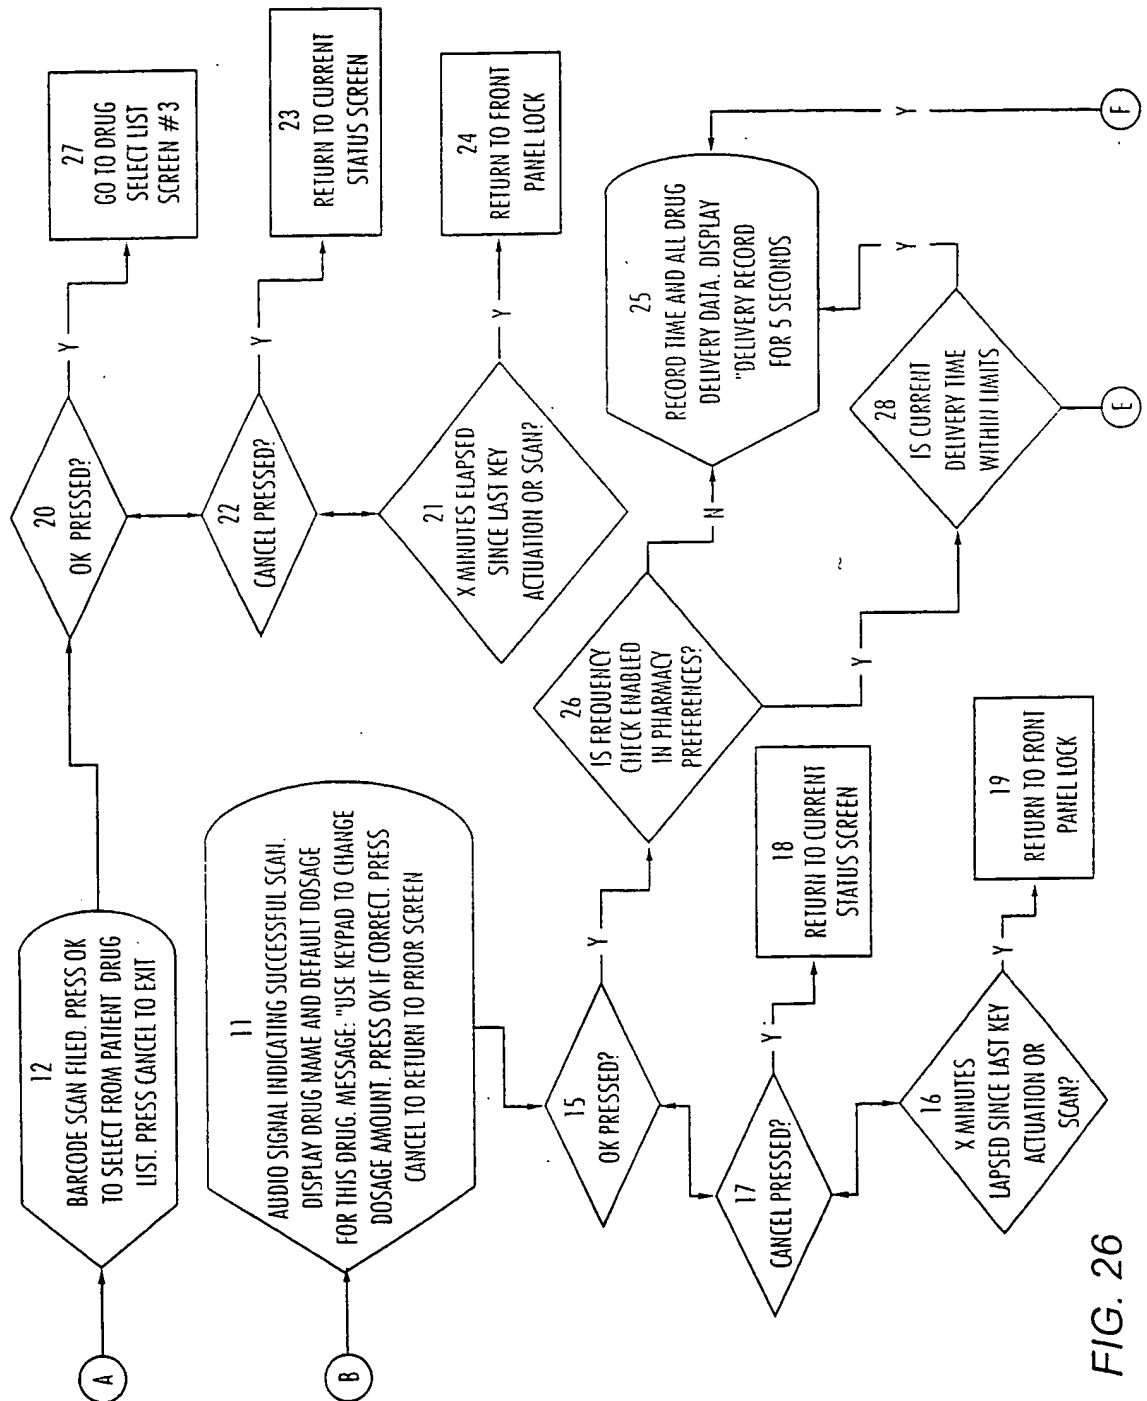 A
12
BARCODE SCAN FILED. PRESS OK
TO SELECT FROM PATIENT DRUG
LIST. PRESS CANCEL TO EXIT
20
OK PRESSED?
Y
27
GO TO DRUG
SELECT LIST
SCREEN #3
22
CANCEL PRESSED?
Y
23
RETURN TO CURRENT
STATUS SCREEN
21
X MINUTES ELAPSED
SINCE LAST KEY
ACTUATION OR SCAN?
Y
24
RETURN TO FRONT
PANEL LOCK
B
11
AUDIO SIGNAL INDICATING SUCCESSFUL SCAN.
DISPLAY DRUG NAME AND DEFAULT DOSAGE
FOR THIS DRUG. MESSAGE: "USE KEYPAD TO CHANGE
DOSAGE AMOUNT. PRESS OK IF CORRECT. PRESS
CANCEL TO RETURN TO PRIOR SCREEN
15
OK PRESSED?
Y
26
IS FREQUENCY
CHECK ENABLED
IN PHARMACY
PREFERENCES?
N
Y
25
RECORD TIME AND ALL DRUG
DELIVERY DATA. DISPLAY
"DELIVERY RECORD
FOR 5 SECONDS
Y
F
28
IS CURRENT
DELIVERY TIME
WITHIN LIMITS
Y
E
17
CANCEL PRESSED?
Y
18
RETURN TO CURRENT
STATUS SCREEN
16
X MINUTES
LAPSED SINCE LAST KEY
ACTUATION OR
SCAN?
Y
19
RETURN TO FRONT
PANEL LOCK
FIG. 26